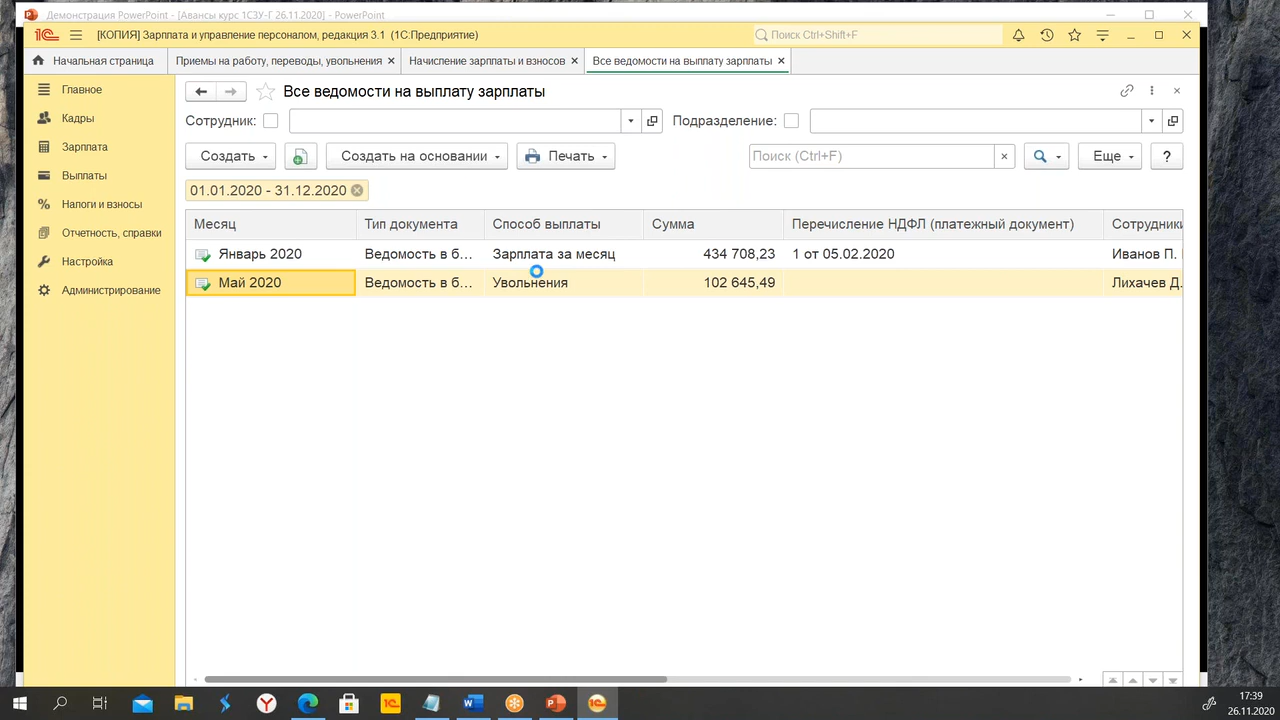 Демонстрация PowerPoint - [Авансы курс 1СЗУ-Г 26.11.2020] - PowerPoint
[КОПИЯ] Зарплата и управление персоналом, редакция 3.1 (1С:Предприятие)
Поиск Ctrl+Shift+F
Начальная страница
Приемы на работу, переводы, увольнения
Начисление зарплаты и взносов
Все ведомости на выплату зарплаты
Главное
Кадры
Зарплата
Выплаты
Налоги и взносы
Отчетность, справки
Настройка
Администрирование
Все ведомости на выплату зарплаты
Сотрудник:
Подразделение:
Создать
Создать на основании
Печать
Поиск (Ctrl+F)
Еще
?
01.01.2020 - 31.12.2020
Месяц Тип документа Способ выплаты Сумма Перечисление НДФЛ (платежный документ) Сотрудники
Январь 2020 Ведомость в б... Зарплата за месяц 434 708,23 1 от 05.02.2020 Иванов П.
Май 2020 Ведомость в б... Увольнения 102 645,49 Лихачев Д.
17:39
26.11.2020